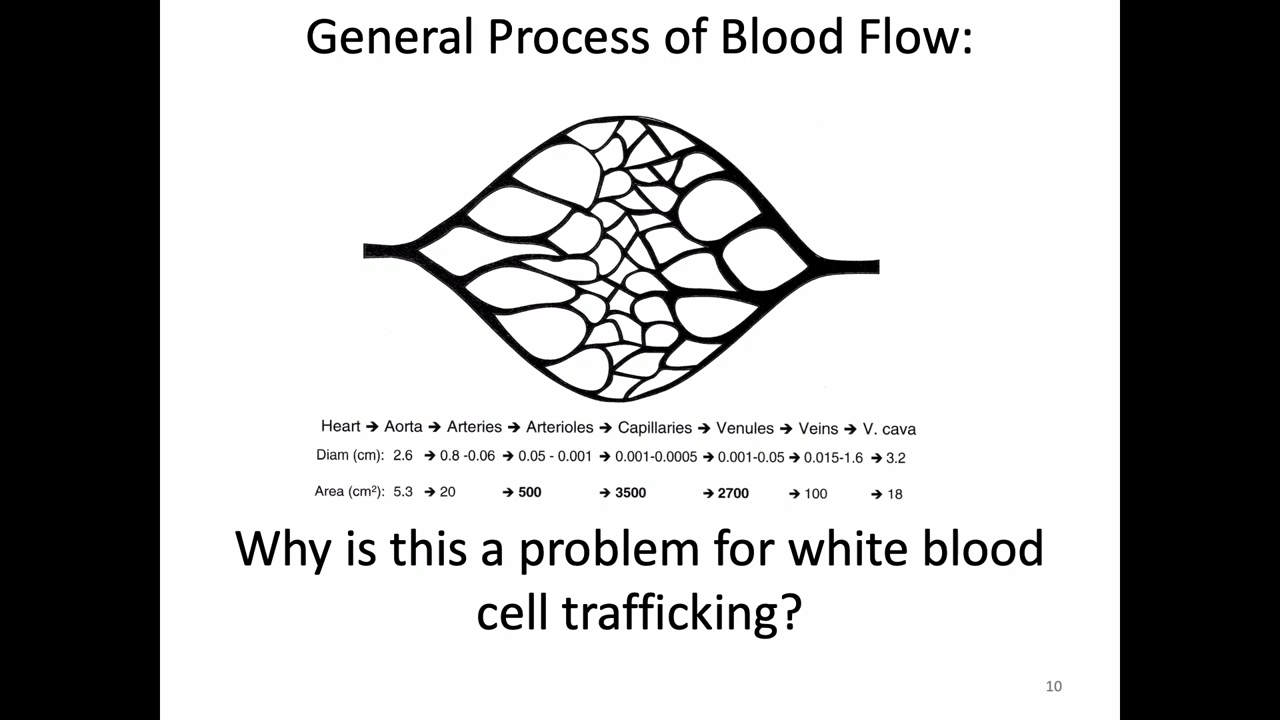 General Process of Blood Flow:
Heart → Aorta → Arteries → Arterioles → Capillaries → Venules → Veins → V. cava
Diam (cm): 2.6 → 0.8 -0.06 → 0.05 - 0.001 → 0.001-0.0005 → 0.001-0.05 → 0.015-1.6 → 3.2
Area (cm²): 5.3 → 20 → 500 → 3500 → 2700 → 100 → 18
Why is this a problem for white blood
cell trafficking?
10